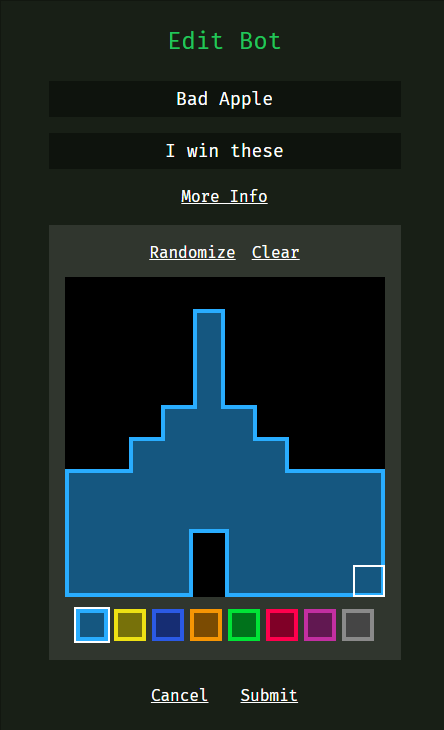 Edit Bot
Bad Apple
I win these
More Info
Randomize Clear
Cancel Submit